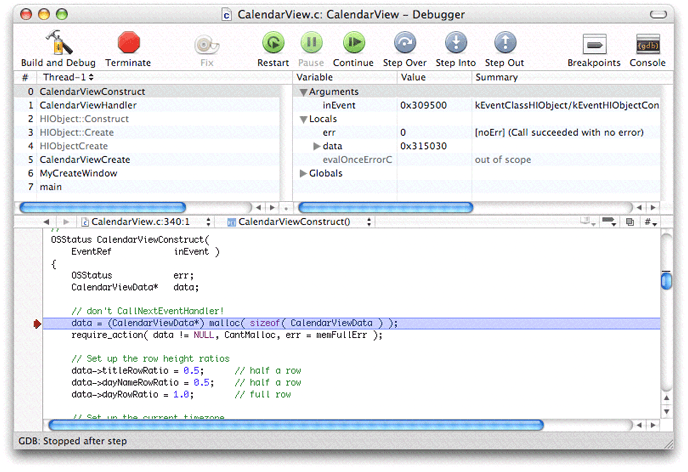 CalendarView.c: CalendarView – Debugger
Build and Debug Terminate Fix Restart Pause Continue Step Over Step Into Step Out Breakpoints Console
# Thread-1 Variable Value Summary
0 CalendarViewConstruct
1 CalendarViewHandler
2 HIObject::Construct
3 HIObject::Create
4 HIObjectCreate
5 CalendarViewCreate
6 MyCreateWindow
7 main
Arguments
inEvent 0x309500 kEventClassHIObject/kEventHIObjectCon
Locals
err 0 [noErr] (Call succeeded with no error)
data 0x315030
evalOnceErrorC out of scope
Globals
CalendarView.c:340:1 CalendarViewConstruct() #
//
OSStatus CalendarViewConstruct(
EventRef inEvent )
{
OSStatus err;
CalendarViewData* data;
// don't CallNextEventHandler!
data = (CalendarViewData*) malloc( sizeof( CalendarViewData ) );
require_action( data != NULL, CantMalloc, err = memFullErr );
// Set up the row height ratios
data->titleRowRatio = 0.5; // half a row
data->dayNameRowRatio = 0.5; // half a row
data->dayRowRatio = 1.0; // full row
// Set up the current timezone
GDB: Stopped after step